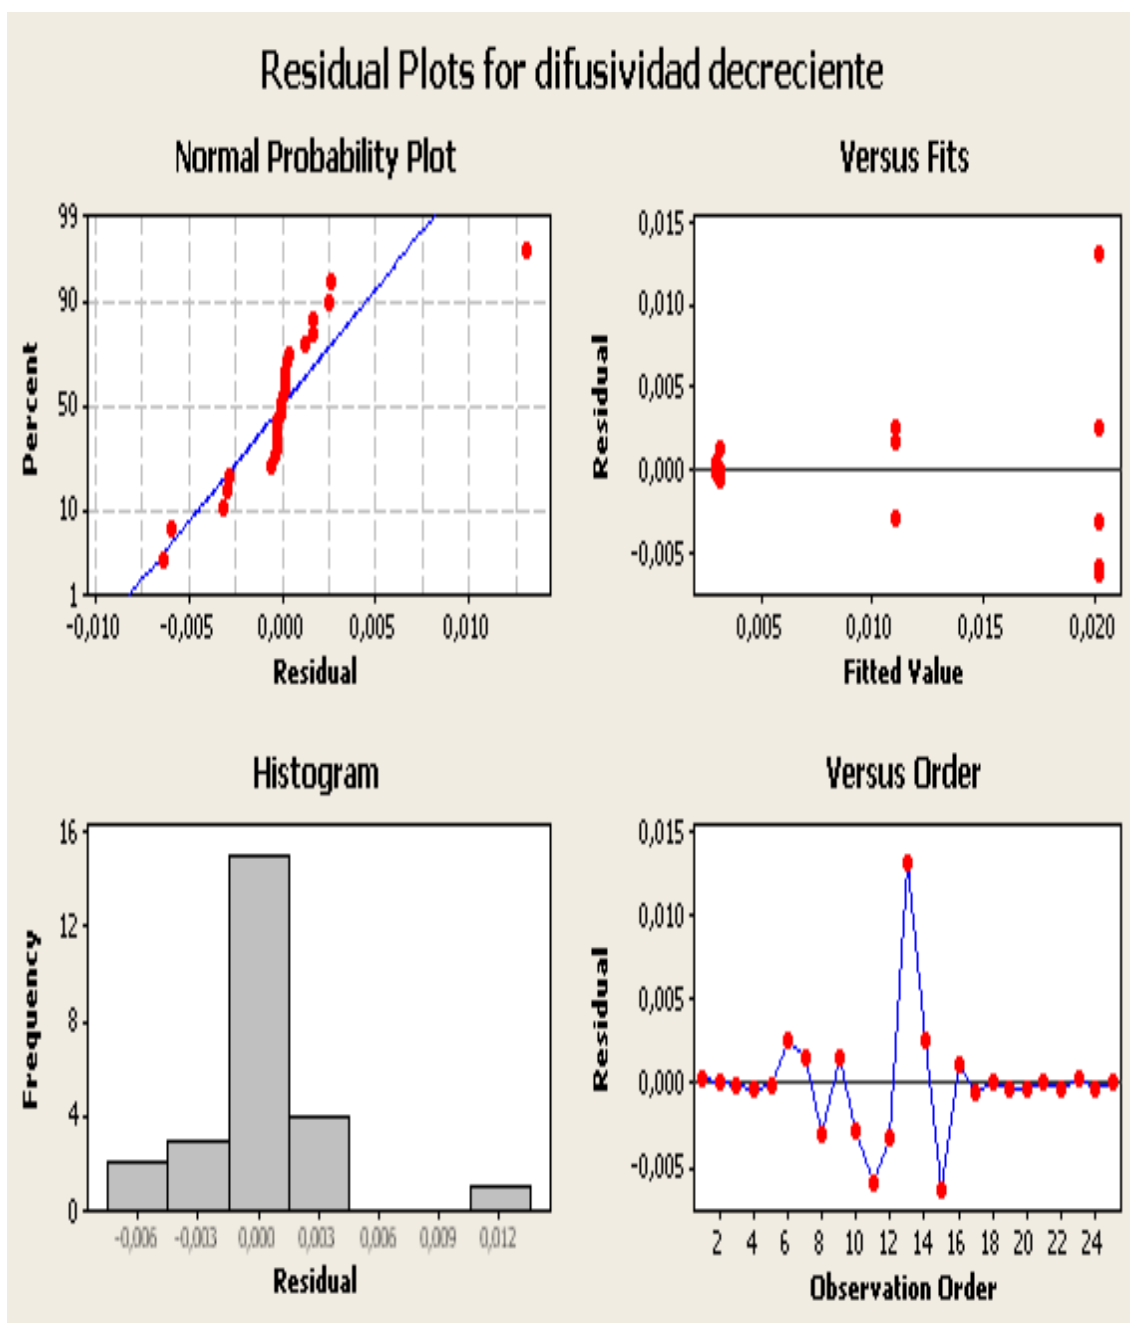 Residual Plots for difusividad decreciente
Normal Probability Plot
99
90
50
10
1
Percent
-0,010 -0,005 0,000 0,005 0,010
Residual
Versus Fits
0,015
0,010
0,005
0,000
-0,005
Residual
0,005 0,010 0,015 0,020
Fitted Value
Histogram
16
12
8
4
0
Frequency
-0,006 -0,003 0,000 0,003 0,006 0,009 0,012
Residual
Versus Order
0,015
0,010
0,005
0,000
-0,005
Residual
2 4 6 8 10 12 14 16 18 20 22 24
Observation Order